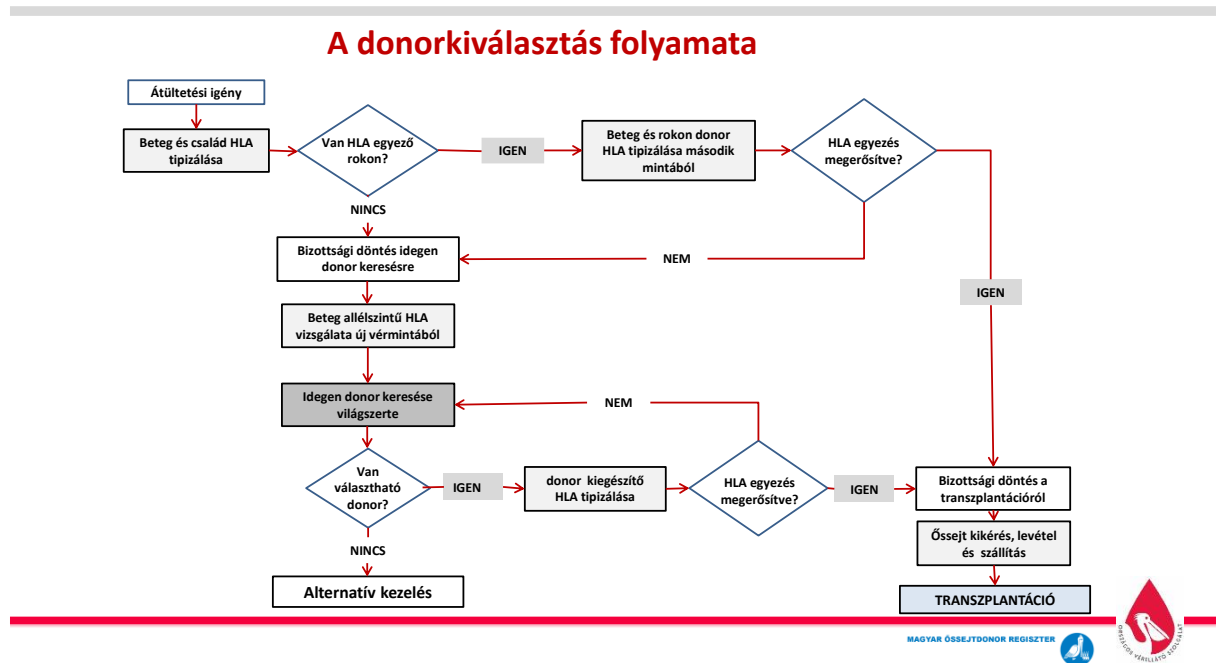 A donorkiválasztás folyamata
Átültetési igény
Beteg és család HLA
tipizálása
Van HLA egyező
rokon?
IGEN
Beteg és rokon donor
HLA tipizálása második
mintából
HLA egyezés
megerősítve?
NINCS
Bizottsági döntés idegen
donor keresésre
NEM
IGEN
Beteg allélszintű HLA
vizsgálata új vérmintából
Idegen donor keresése
világszerte
NEM
Van
választható
donor?
IGEN
donor kiegészítő
HLA tipizálása
HLA egyezés
megerősítve?
IGEN
Bizottsági döntés a
transzplantációról
NINCS
Őssejt kikérés, levétel
és szállítás
Alternatív kezelés
TRANSZPLANTÁCIÓ
MAGYAR ŐSSEJTDONOR REGISZTER
ORSZÁGOS VÉRELLÁTÓ SZOLGÁLAT